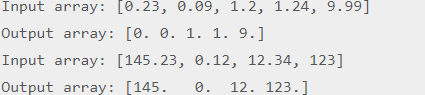 Input array: [0.23, 0.09, 1.2, 1.24, 9.99]
Output array: [0. 0. 1. 1. 9.]
Input array: [145.23, 0.12, 12.34, 123]
Output array: [145.   0.  12. 123.]